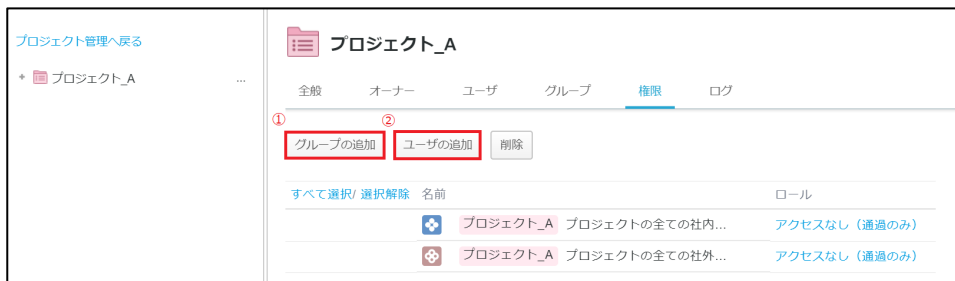 プロジェクト管理へ戻る
プロジェクト_A ...
プロジェクト_A
全般 オーナー ユーザ グループ 権限 ログ
① ②
グループの追加 ユーザの追加 削除
すべて選択/ 選択解除 名前 ロール
プロジェクト_A プロジェクトの全ての社内... アクセスなし（通過のみ）
プロジェクト_A プロジェクトの全ての社外... アクセスなし（通過のみ）